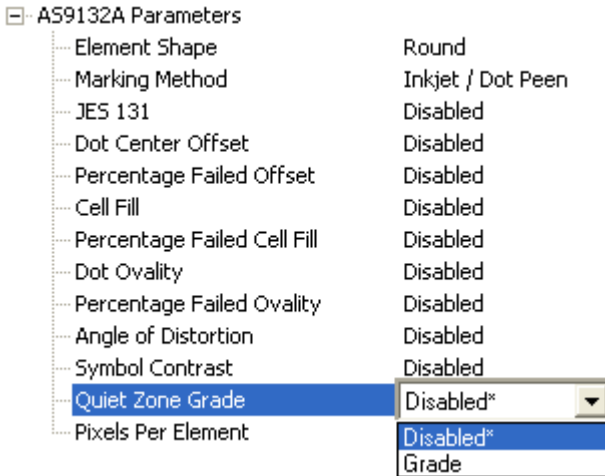 AS9132A Parameters
Element Shape Round
Marking Method Inkjet / Dot Peen
JES 131 Disabled
Dot Center Offset Disabled
Percentage Failed Offset Disabled
Cell Fill Disabled
Percentage Failed Cell Fill Disabled
Dot Ovality Disabled
Percentage Failed Ovality Disabled
Angle of Distortion Disabled
Symbol Contrast Disabled
Quiet Zone Grade Disabled*
Pixels Per Element Disabled*
Grade